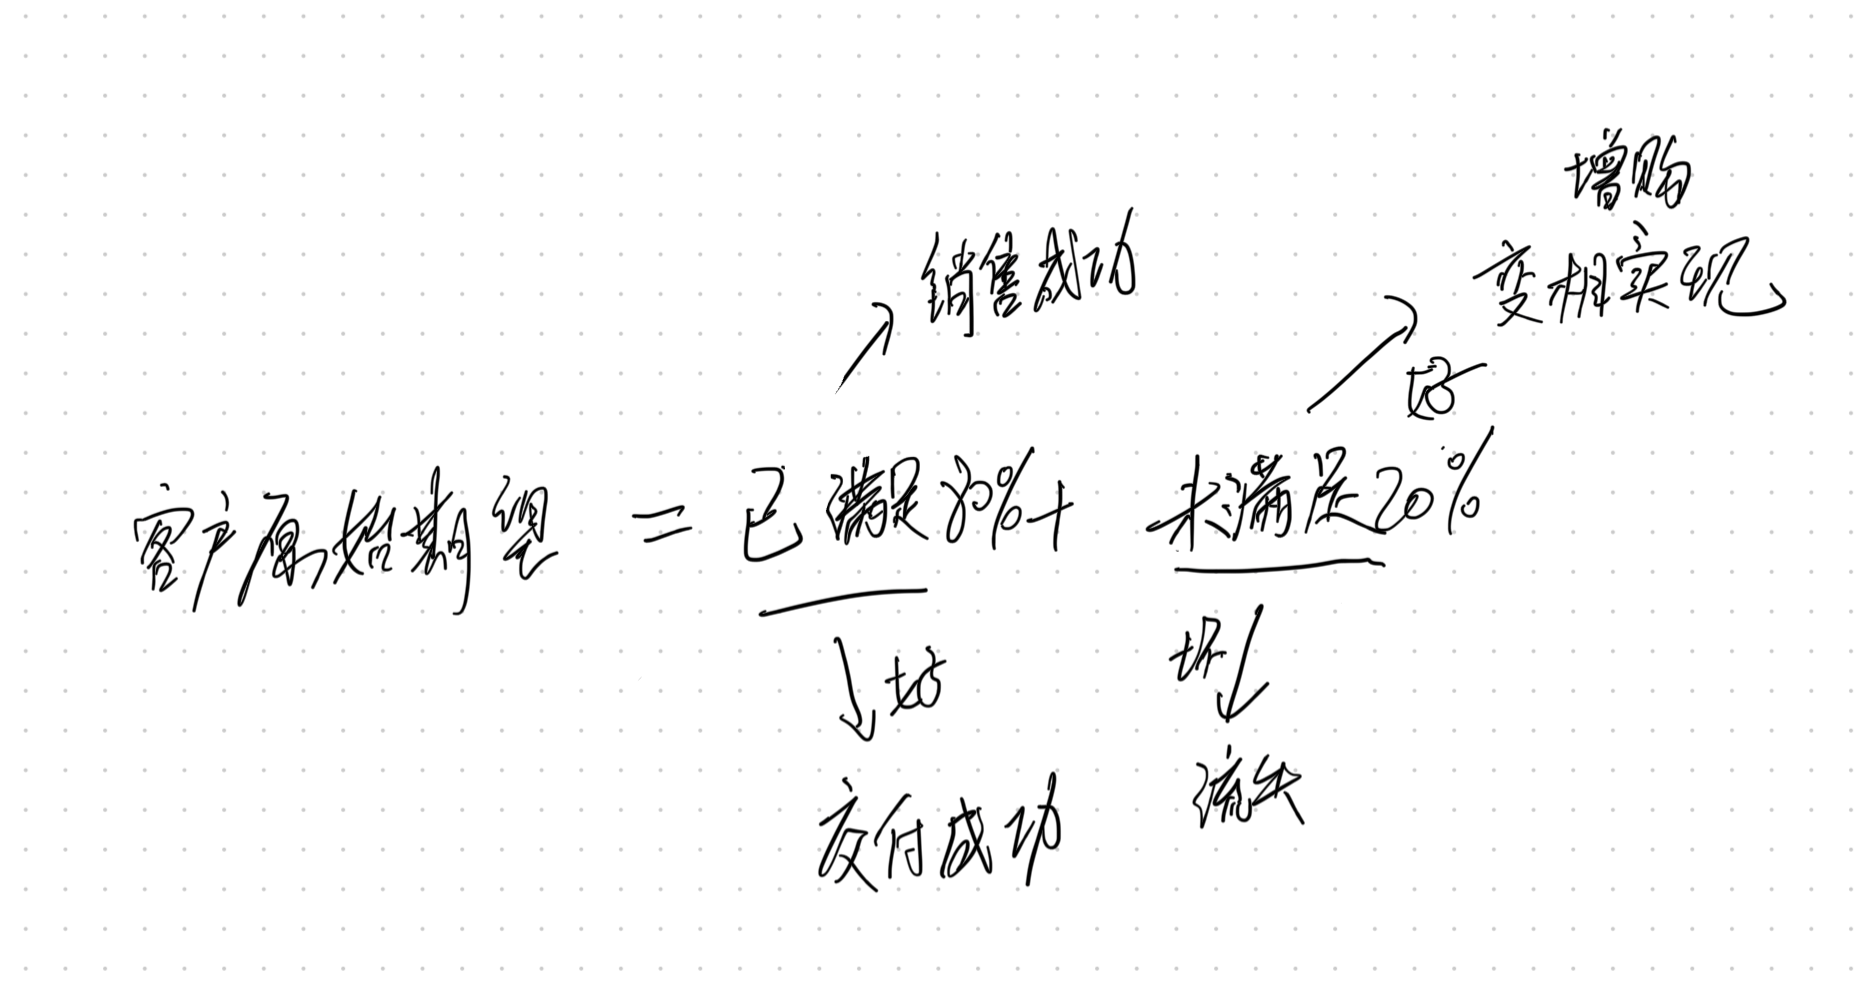 增购
变相实现
销售成功
好
客户原始期望 = 已满足80% + 未满足20%
好
坏
交付成功
流失